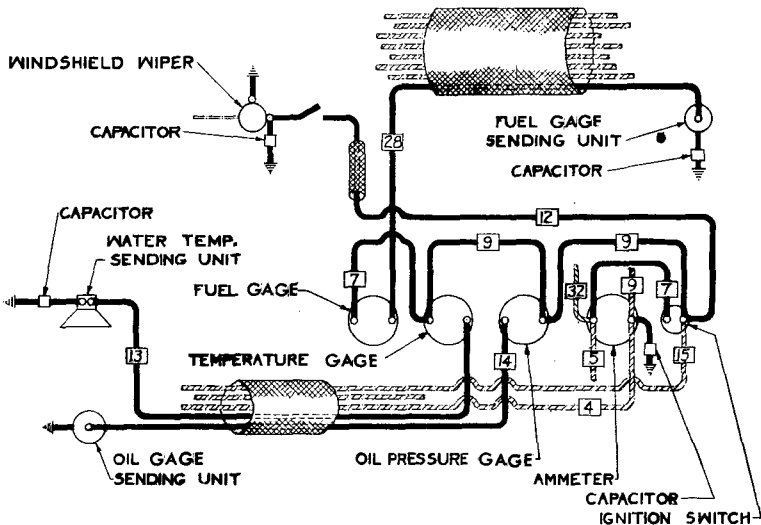 WINDSHIELD WIPER
CAPACITOR
28
FUEL GAGE
SENDING UNIT
CAPACITOR
CAPACITOR
WATER TEMP.
SENDING UNIT
12
7
9
9
FUEL GAGE
32
9
7
13
TEMPERATURE GAGE
14
5
15
4
OIL GAGE
SENDING UNIT
OIL PRESSURE GAGE
AMMETER
CAPACITOR
IGNITION SWITCH